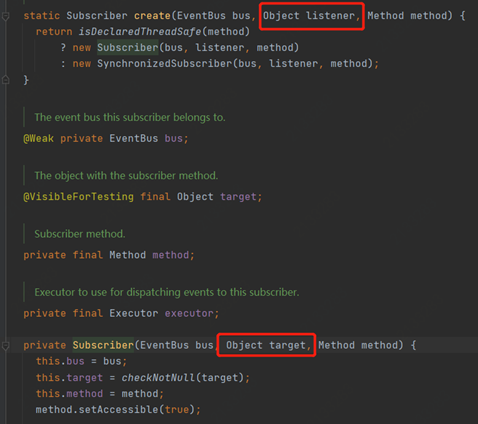 static Subscriber create(EventBus bus, Object listener, Method method) {
return isDeclaredThreadSafe(method)
? new Subscriber(bus, listener, method)
: new SynchronizedSubscriber(bus, listener, method);
}
The event bus this subscriber belongs to.
@Weak private EventBus bus;
The object with the subscriber method.
@VisibleForTesting final Object target;
Subscriber method.
private final Method method;
Executor to use for dispatching events to this subscriber.
private final Executor executor;
private Subscriber(EventBus bus, Object target, Method method) {
this.bus = bus;
this.target = checkNotNull(target);
this.method = method;
method.setAccessible(true);